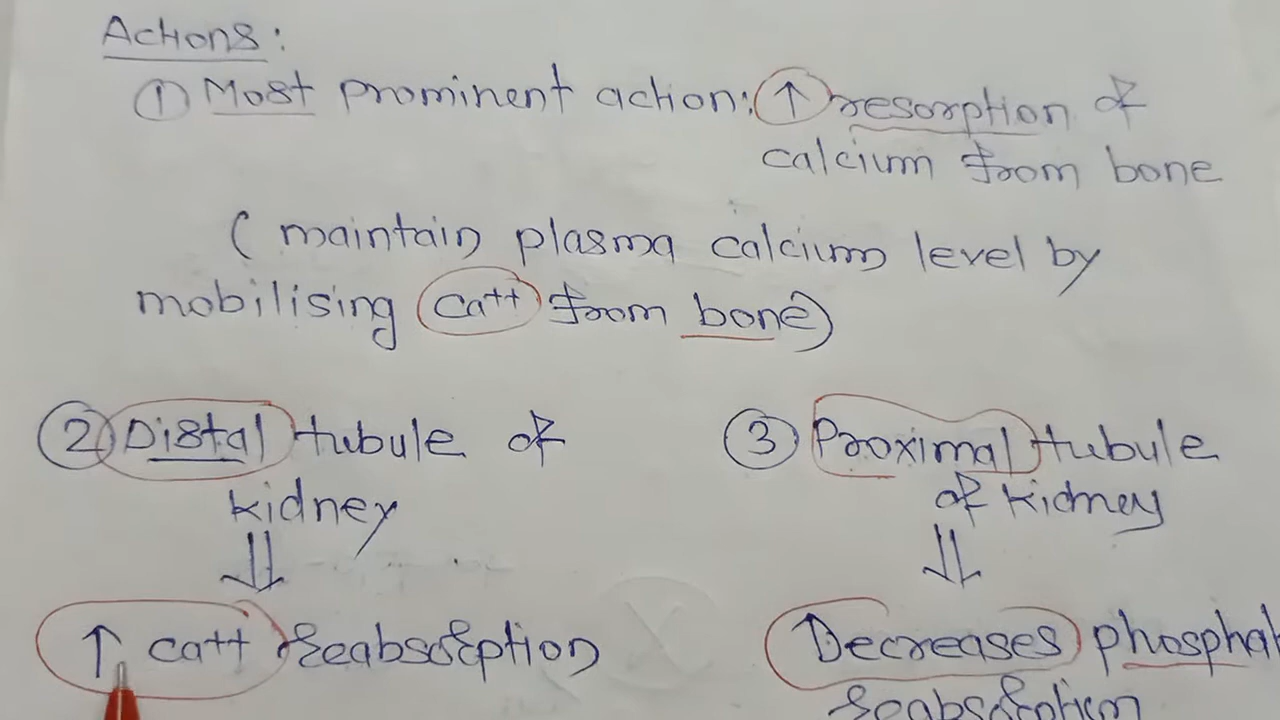 Actions:
① Most prominent action: ↑ resorption of
calcium from bone
( maintain plasma calcium level by
mobilising Ca++ from bone)
② Distal tubule of
kidney
⇓
↑ Ca++ reabsorption
③ Proximal tubule
of kidney
⇓
Decreases phosphat
reabsorption